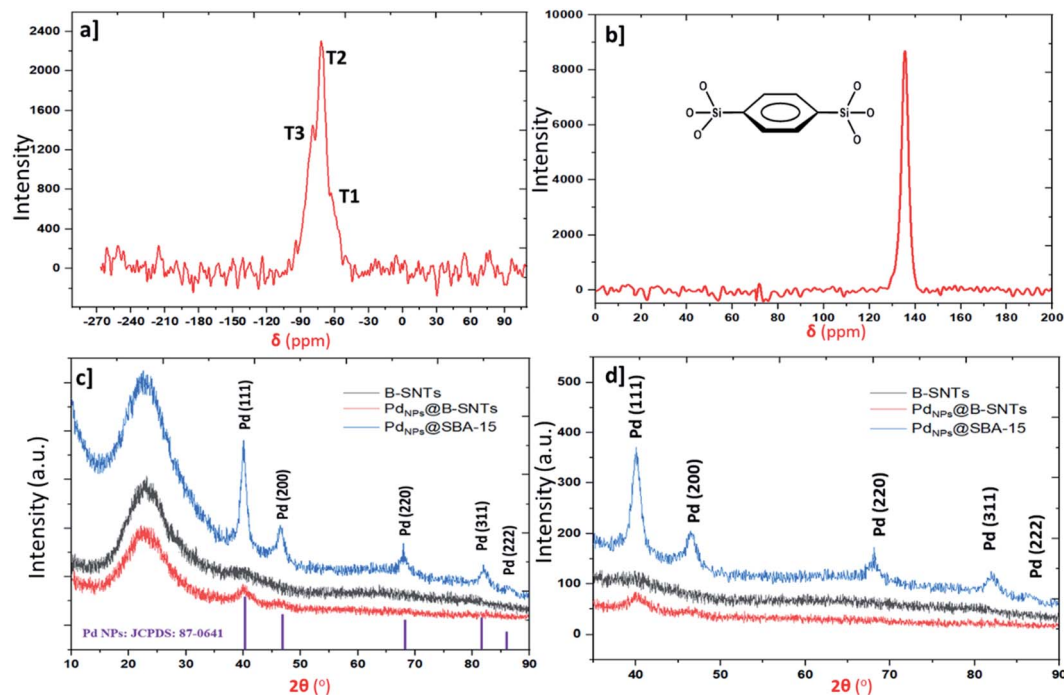 a]
2400
2000
1600
1200
800
400
0
T2
T3
T1
Intensity
-270 -210 -150 -90 -30 0 30 90
δ (ppm)
b]
10000
8000
6000
4000
2000
0
O O
O Si Si O
O O
Intensity
0 20 40 60 80 100 120 140 160 180 200
δ (ppm)
c]
B-SNTs
PdNPs@B-SNTs
PdNPs@SBA-15
Pd (111)
Pd (200)
Pd (220)
Pd (311)
Pd (222)
Pd NPs: JCPDS: 87-0641
Intensity (a.u.)
10 20 30 40 50 60 70 80 90
2θ (o)
d]
500
400
300
200
100
0
B-SNTs
PdNPs@B-SNTs
PdNPs@SBA-15
Pd (111)
Pd (200)
Pd (220)
Pd (311)
Pd (222)
Intensity (a.u.)
40 50 60 70 80 90
2θ (o)